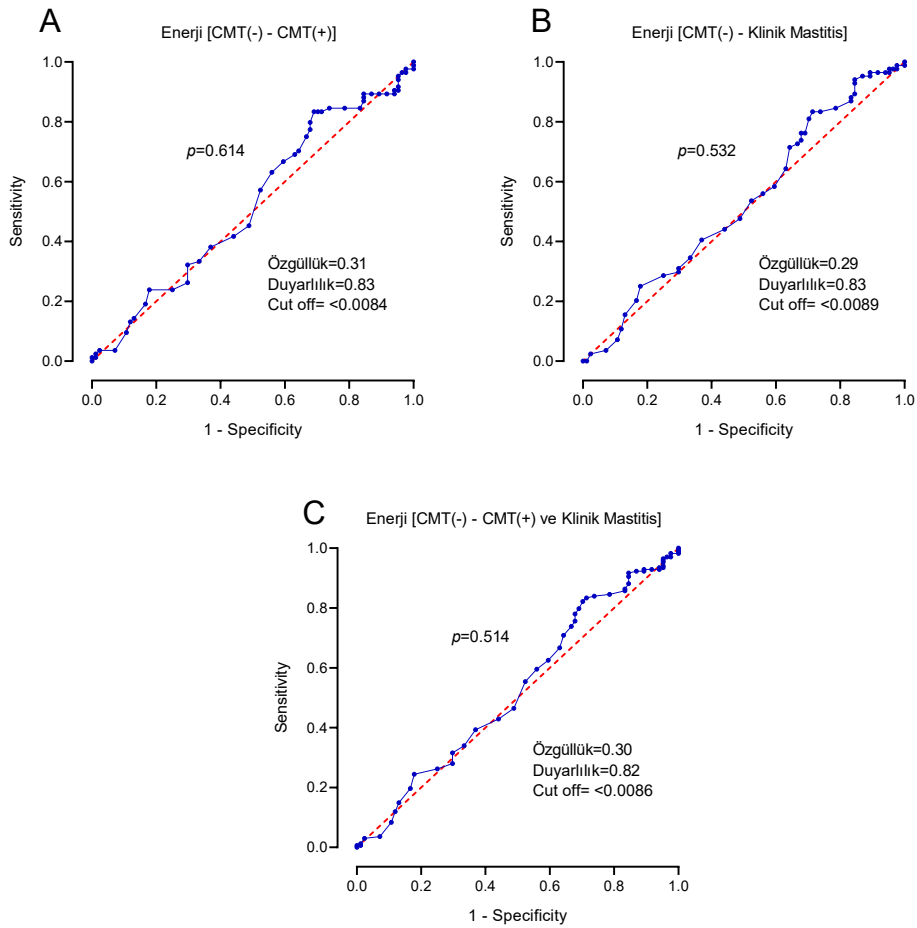 A
Enerji [CMT(-) - CMT(+)]
1.0
0.8
0.6
0.4
0.2
0.0
Sensitivity
p=0.614
Özgüllük=0.31
Duyarlılık=0.83
Cut off= <0.0084
0.0 0.2 0.4 0.6 0.8 1.0
1 - Specificity
B
Enerji [CMT(-) - Klinik Mastitis]
1.0
0.8
0.6
0.4
0.2
0.0
Sensitivity
p=0.532
Özgüllük=0.29
Duyarlılık=0.83
Cut off= <0.0089
0.0 0.2 0.4 0.6 0.8 1.0
1 - Specificity
C
Enerji [CMT(-) - CMT(+) ve Klinik Mastitis]
1.0
0.8
0.6
0.4
0.2
0.0
Sensitivity
p=0.514
Özgüllük=0.30
Duyarlılık=0.82
Cut off= <0.0086
0.0 0.2 0.4 0.6 0.8 1.0
1 - Specificity